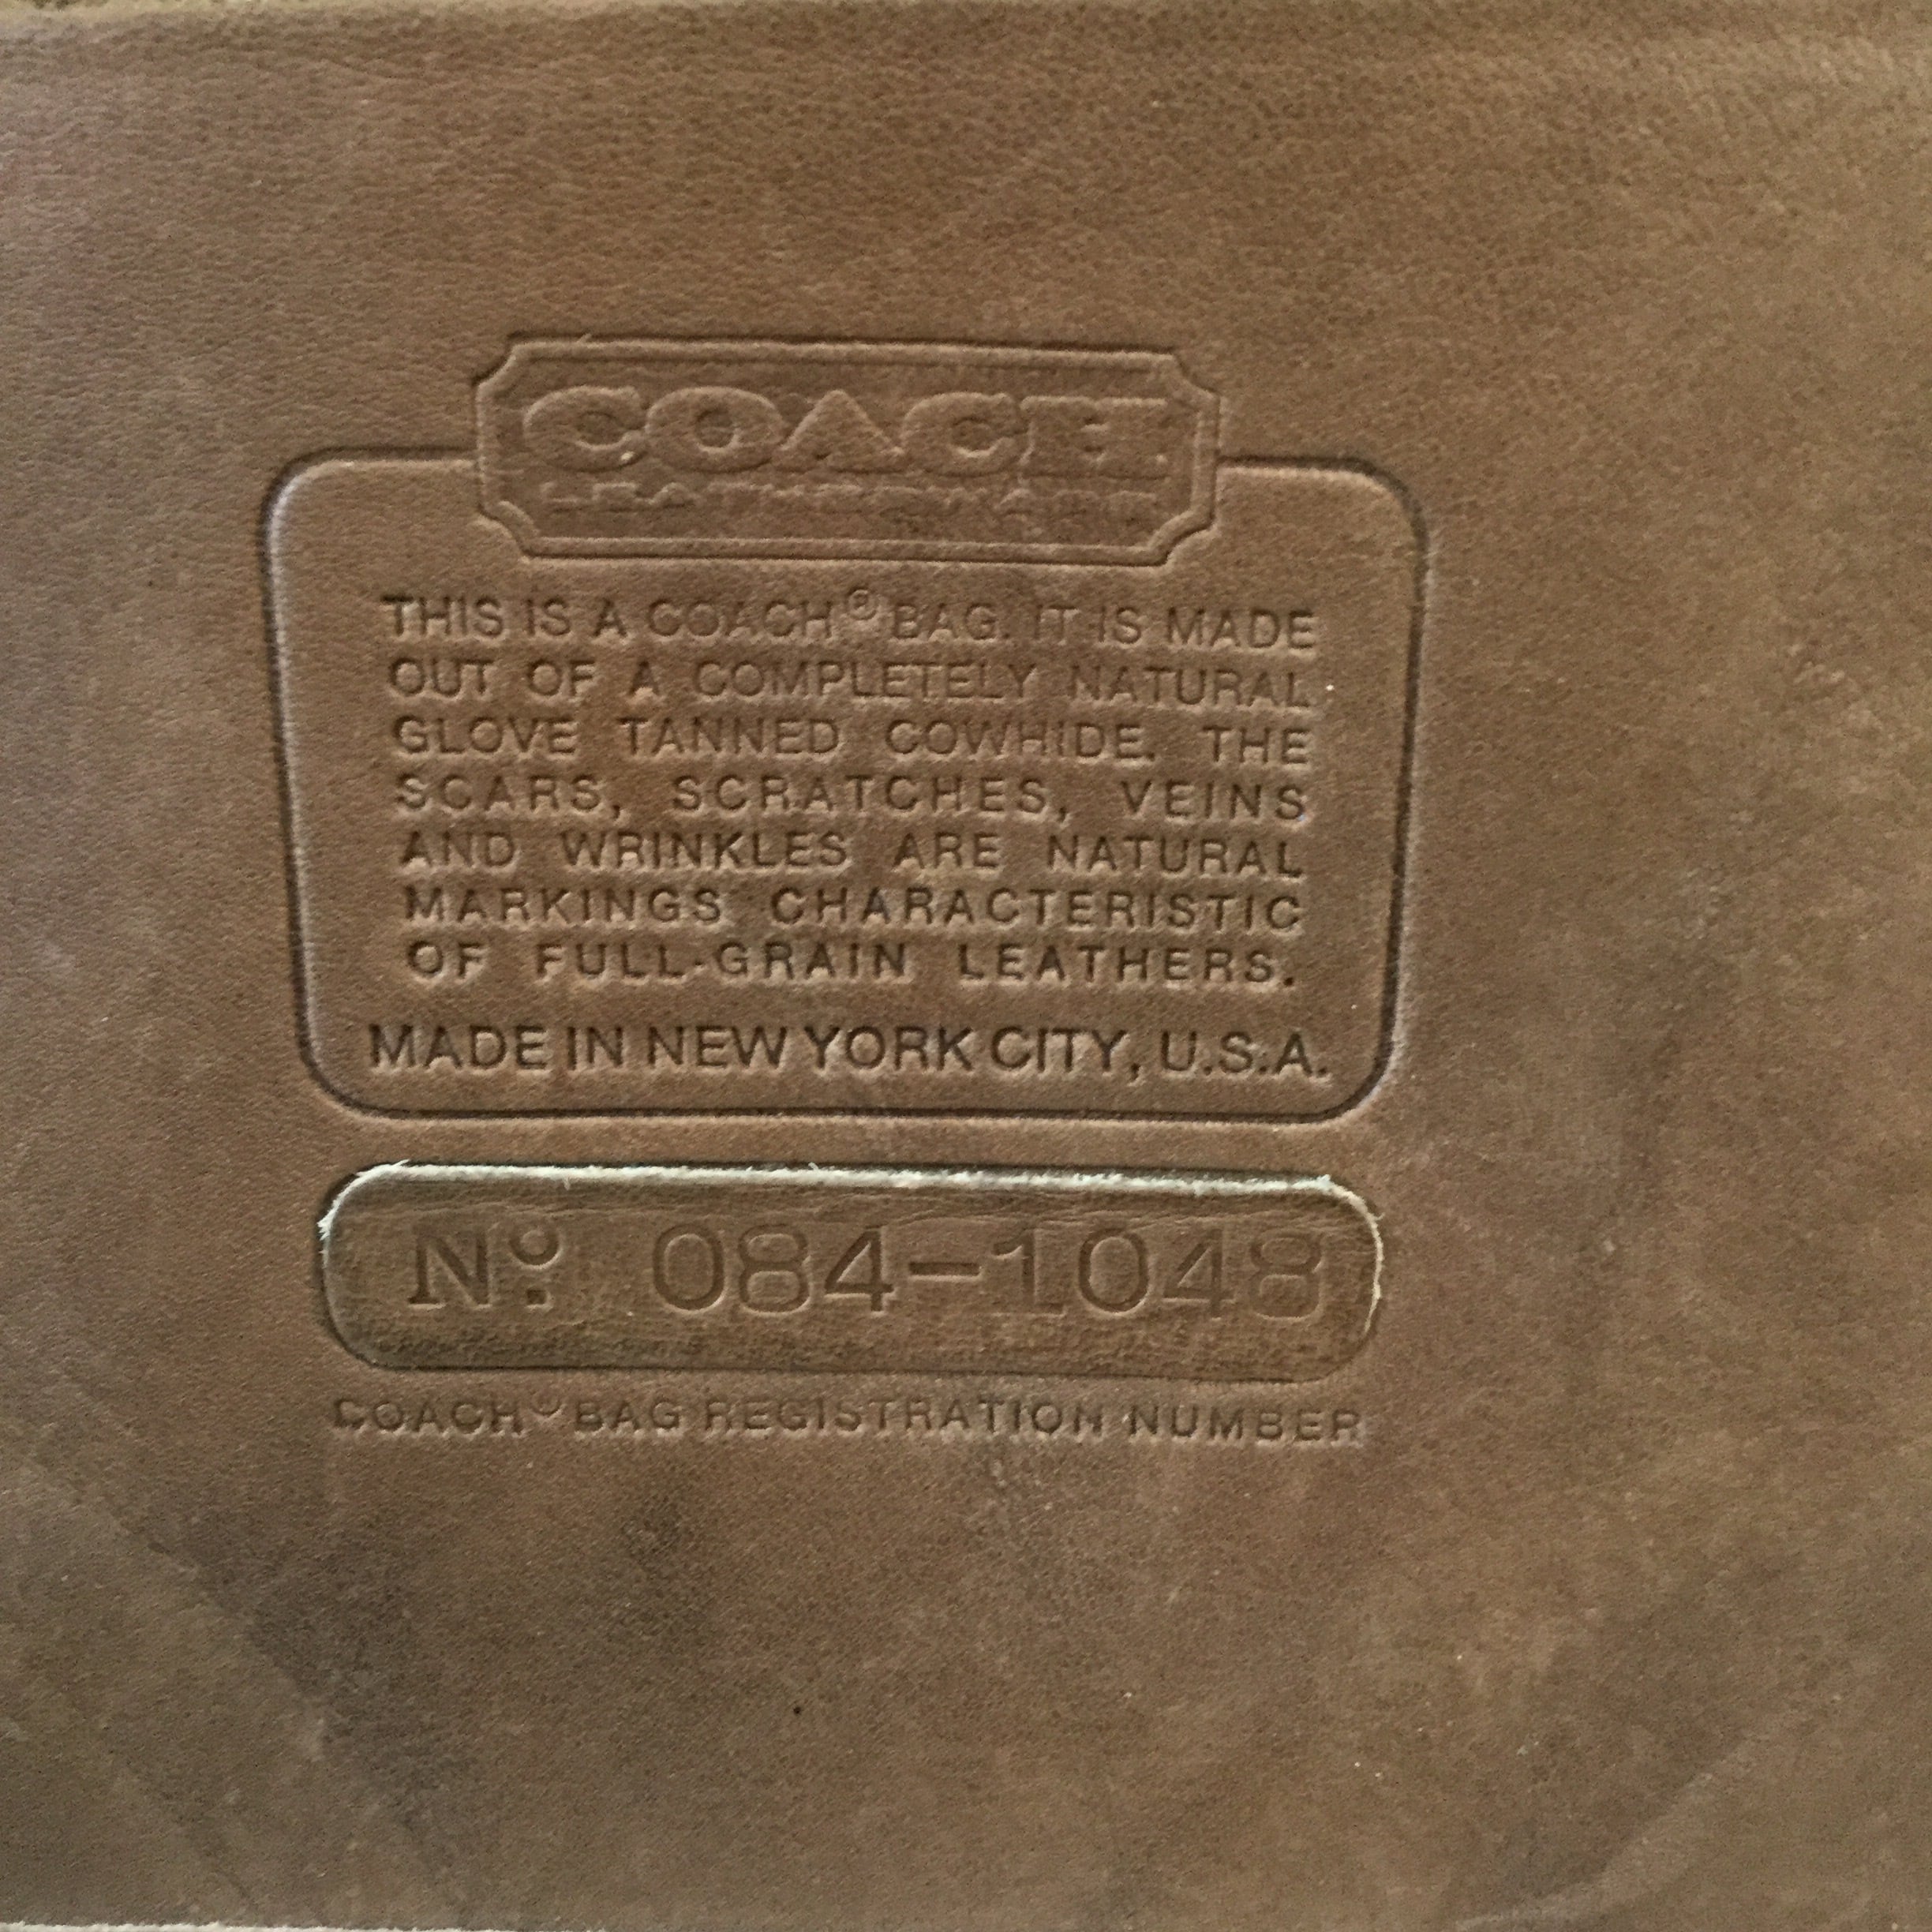 COACH
LEATHERWARE
THIS IS A COACH® BAG. IT IS MADE
OUT OF A COMPLETELY NATURAL
GLOVE TANNED COWHIDE. THE
SCARS, SCRATCHES, VEINS
AND WRINKLES ARE NATURAL
MARKINGS CHARACTERISTIC
OF FULL-GRAIN LEATHERS.
MADE IN NEW YORK CITY, U.S.A.
Nº. 084-1048
COACH® BAG REGISTRATION NUMBER